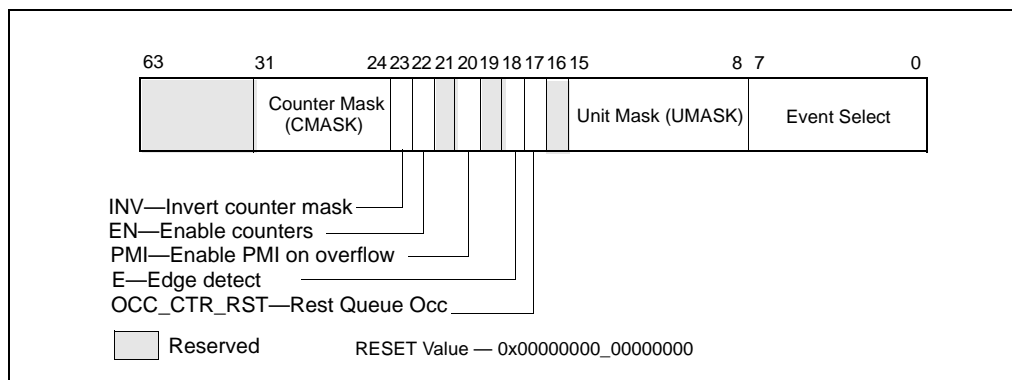 63 31 24 23 22 21 20 19 18 17 16 15 8 7 0
Counter Mask
(CMASK)
Unit Mask (UMASK)
Event Select
INV—Invert counter mask
EN—Enable counters
PMI—Enable PMI on overflow
E—Edge detect
OCC_CTR_RST—Rest Queue Occ
Reserved
RESET Value — 0x00000000_00000000